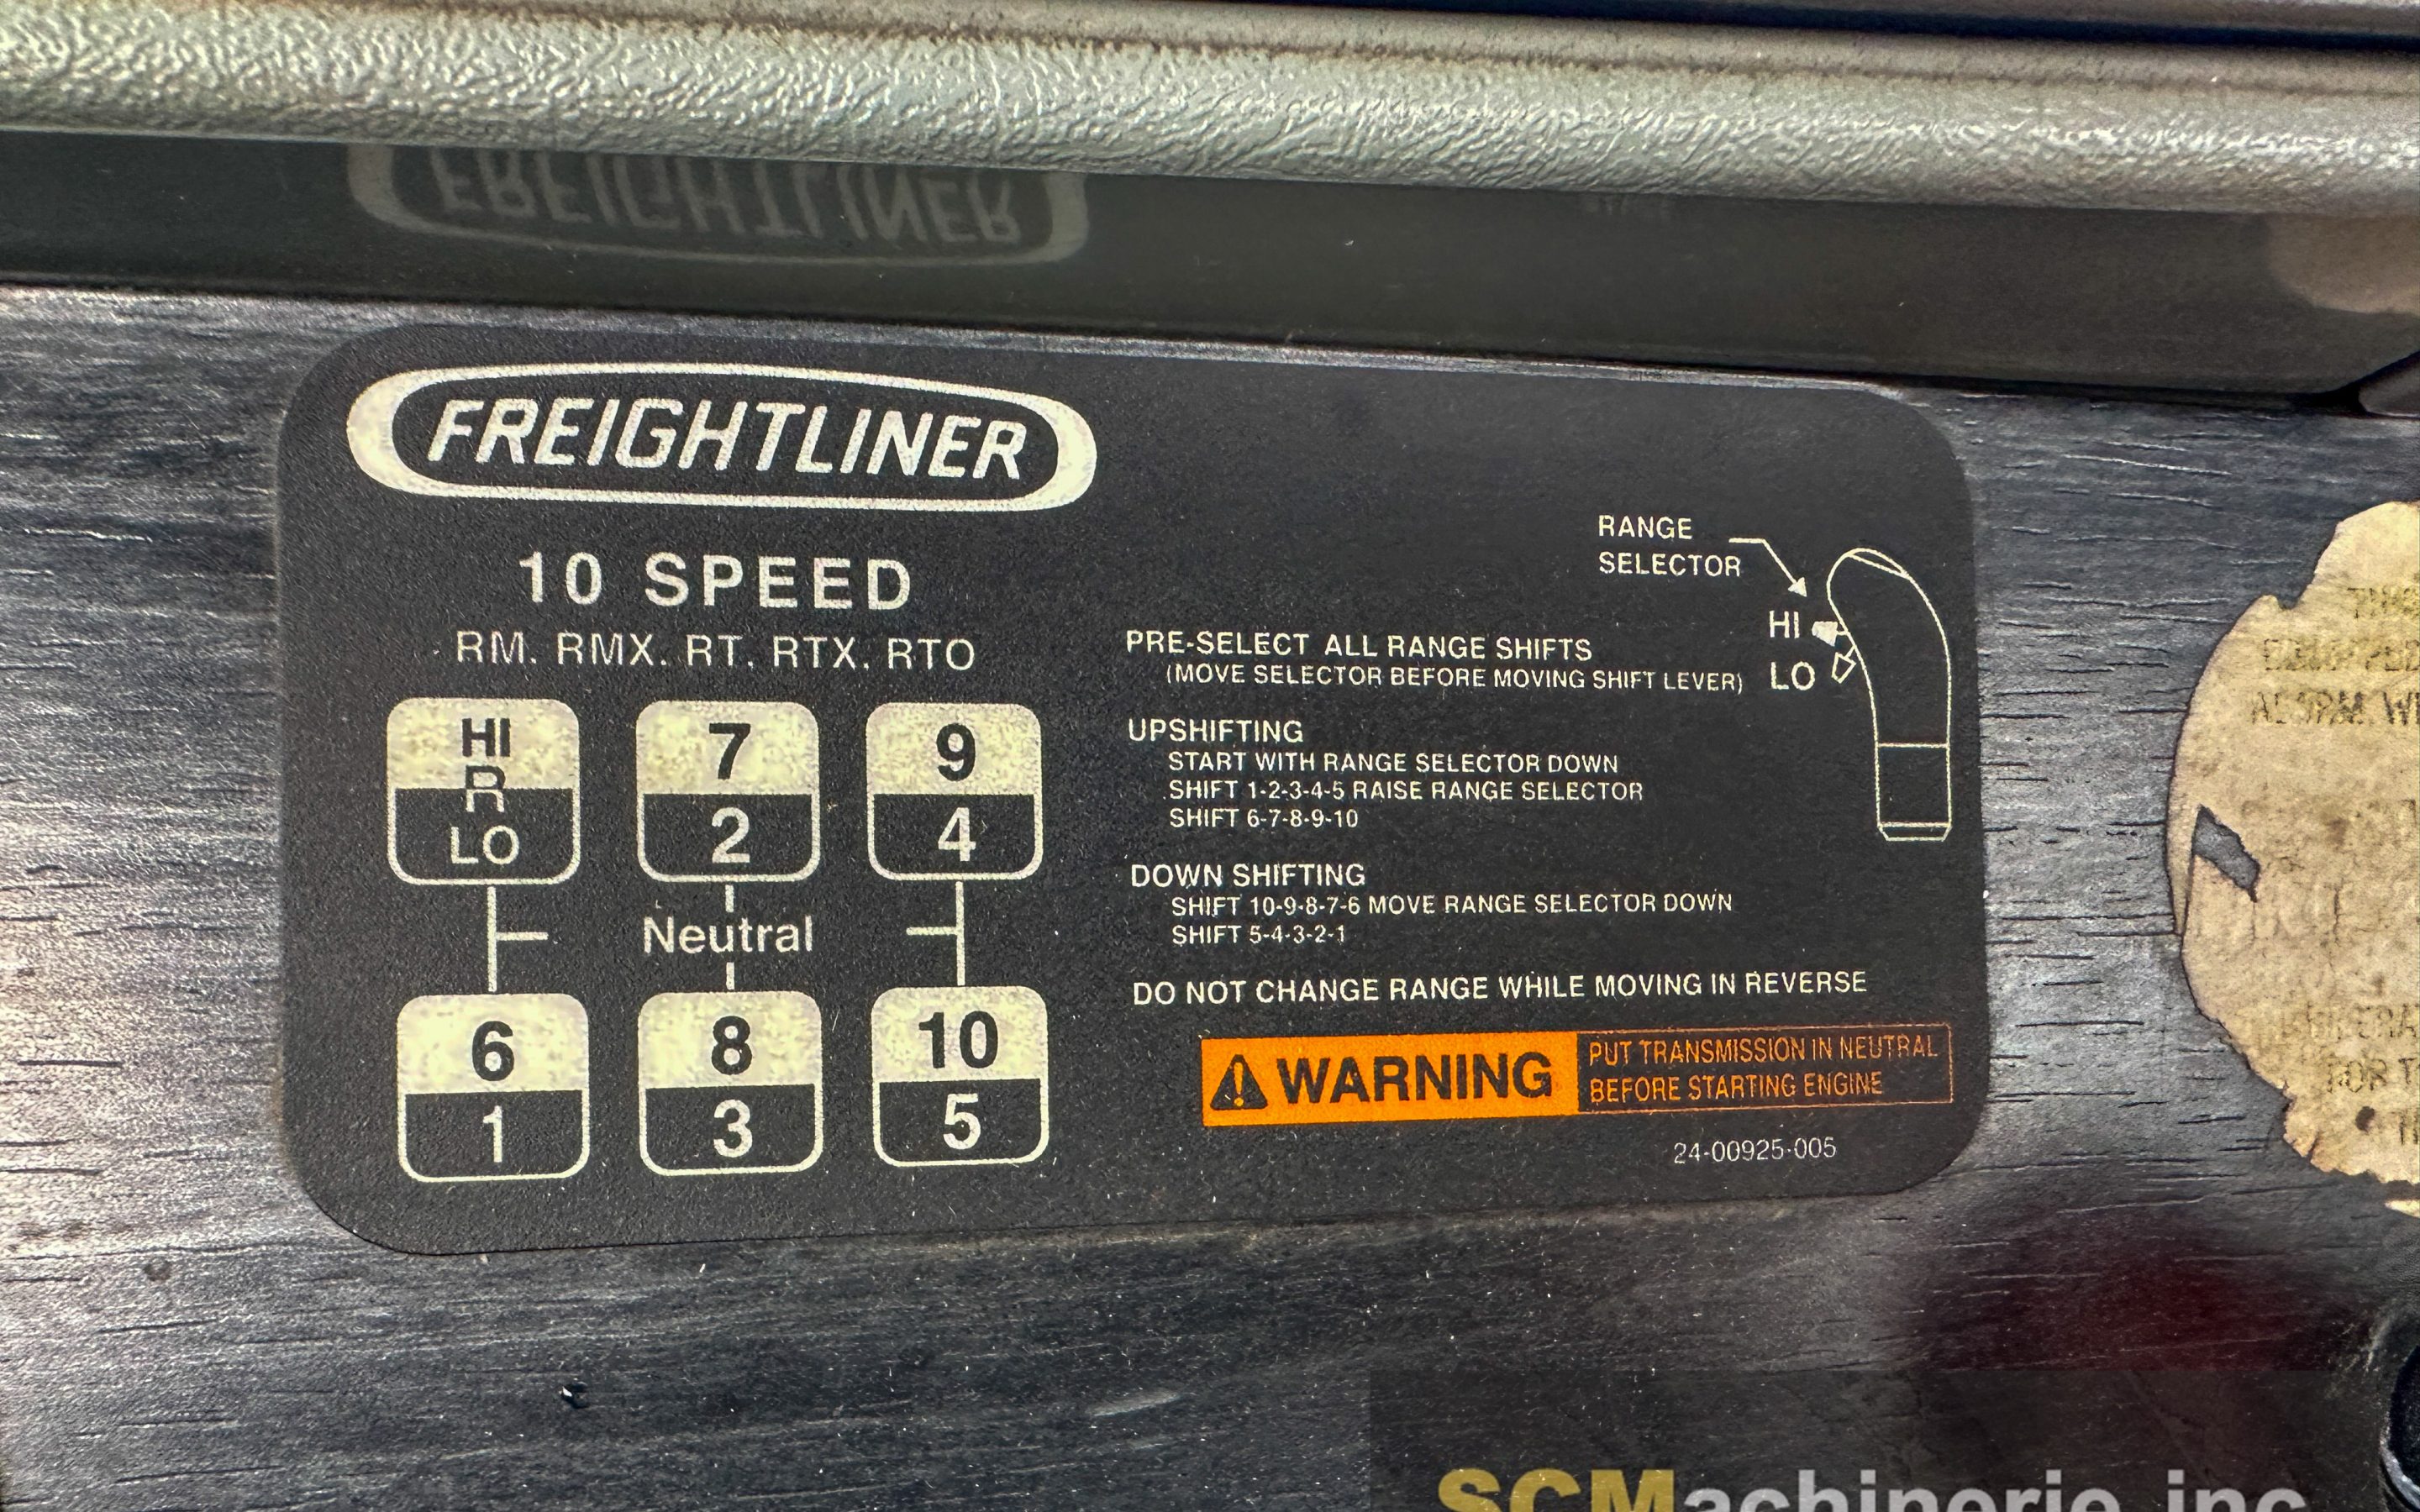 FREIGHTLINER
FREIGHTLINER
10 SPEED
RM. RMX. RT. RTX. RTO
HI
R
LO
7
2
9
4
Neutral
6
1
8
3
10
5
RANGE
SELECTOR
HI
LO
PRE-SELECT ALL RANGE SHIFTS
(MOVE SELECTOR BEFORE MOVING SHIFT LEVER)
UPSHIFTING
START WITH RANGE SELECTOR DOWN
SHIFT 1-2-3-4-5 RAISE RANGE SELECTOR
SHIFT 6-7-8-9-10
DOWN SHIFTING
SHIFT 10-9-8-7-6 MOVE RANGE SELECTOR DOWN
SHIFT 5-4-3-2-1
DO NOT CHANGE RANGE WHILE MOVING IN REVERSE
WARNING
PUT TRANSMISSION IN NEUTRAL
BEFORE STARTING ENGINE
24-00925-005
SCMachinerie inc